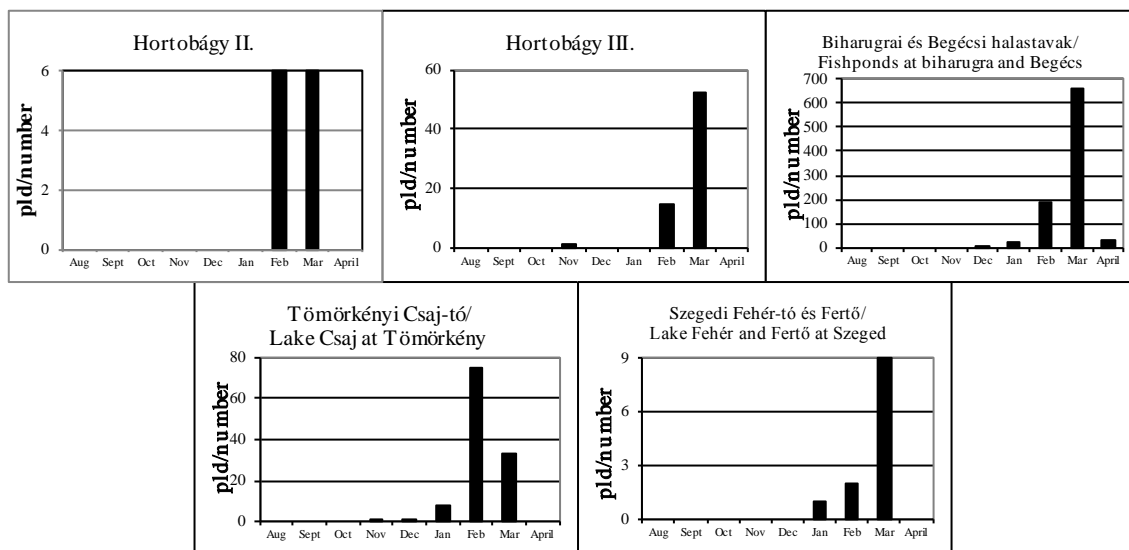 Hortobágy II.
pld/number
6
4
2
0
Aug Sept Oct Nov Dec Jan Feb Mar April
Hortobágy III.
pld/number
60
40
20
0
Aug Sept Oct Nov Dec Jan Feb Mar April
Biharugrai és Begécsi halastavak/
Fishponds at biharugra and Begécs
pld/number
700
600
500
400
300
200
100
0
Aug Sept Oct Nov Dec Jan Feb Mar April
Tömörkényi Csaj-tó/
Lake Csaj at Tömörkény
pld/number
80
60
40
20
0
Aug Sept Oct Nov Dec Jan Feb Mar April
Szegedi Fehér-tó és Fertő/
Lake Fehér and Fertő at Szeged
pld/number
9
6
3
0
Aug Sept Oct Nov Dec Jan Feb Mar April